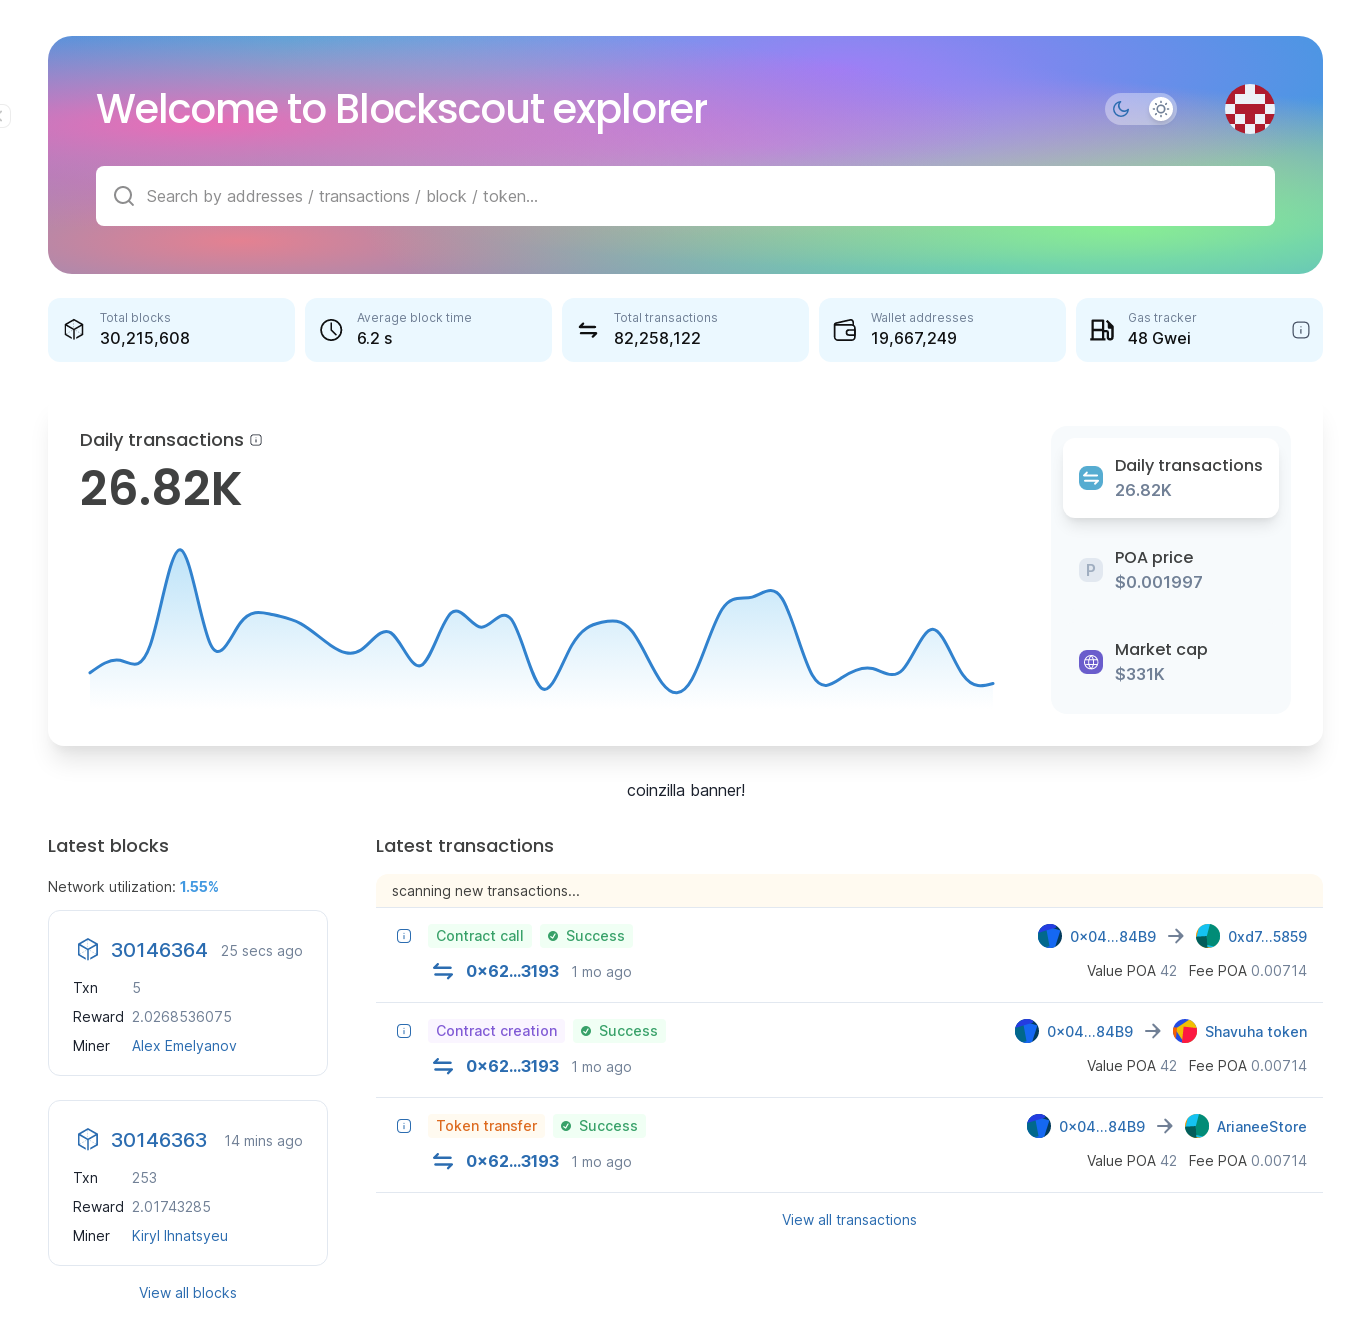 Welcome to Blockscout explorer
Search by addresses / transactions / block / token...
Total blocks
30,215,608
Average block time
6.2 s
Total transactions
82,258,122
Wallet addresses
19,667,249
Gas tracker
48 Gwei
Daily transactions
26.82K
Daily transactions
26.82K
P
POA price
$0.001997
Market cap
$331K
coinzilla banner!
Latest blocks
Network utilization: 1.55%
30146364 25 secs ago
Txn 5
Reward 2.0268536075
Miner Alex Emelyanov
30146363 14 mins ago
Txn 253
Reward 2.01743285
Miner Kiryl Ihnatsyeu
View all blocks
Latest transactions
scanning new transactions...
Contract call Success 0x04...84B9 0xd7...5859
0x62...3193 1 mo ago Value POA 42 Fee POA 0.00714
Contract creation Success 0x04...84B9 Shavuha token
0x62...3193 1 mo ago Value POA 42 Fee POA 0.00714
Token transfer Success 0x04...84B9 ArianeeStore
0x62...3193 1 mo ago Value POA 42 Fee POA 0.00714
View all transactions